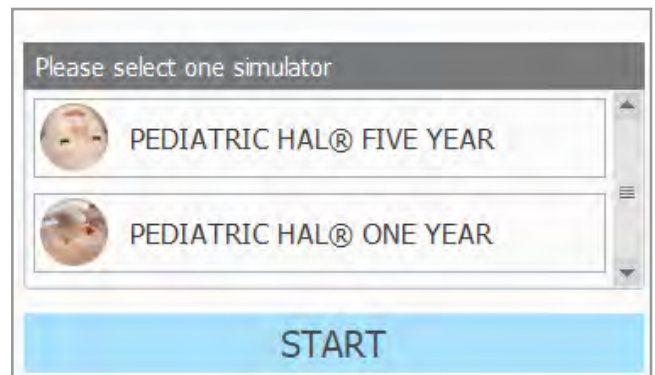 Please select one simulator
PEDIATRIC HAL® FIVE YEAR
PEDIATRIC HAL® ONE YEAR
START